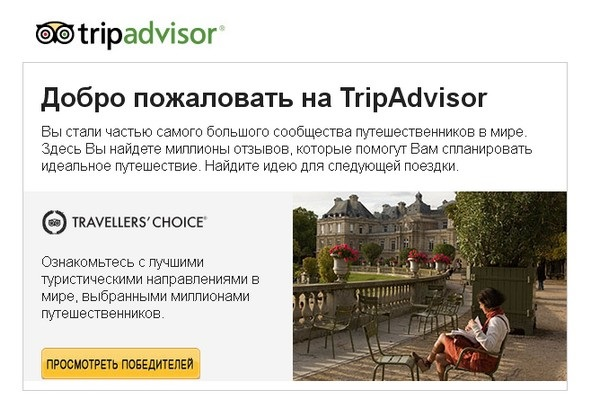 tripadvisor®
Добро пожаловать на TripAdvisor
Вы стали частью самого большого сообщества путешественников в мире.
Здесь Вы найдете миллионы отзывов, которые помогут Вам спланировать
идеальное путешествие. Найдите идею для следующей поездки.
TRAVELLERS' CHOICE®
Ознакомьтесь с лучшими
туристическими направлениями в
мире, выбранными миллионами
путешественников.
ПРОСМОТРЕТЬ ПОБЕДИТЕЛЕЙ